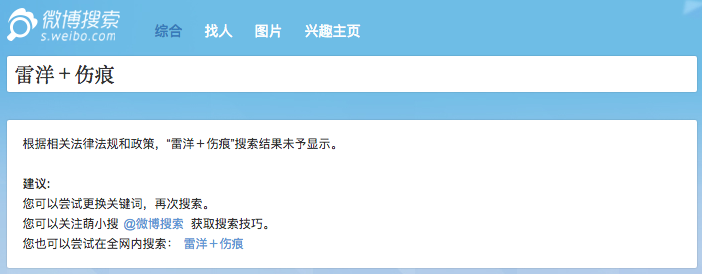 微博搜索
s.weibo.com
综合 找人 图片 兴趣主页
雷洋＋伤痕
根据相关法律法规和政策，“雷洋＋伤痕”搜索结果未予显示。
建议：
您可以尝试更换关键词，再次搜索。
您可以关注萌小搜 @微博搜索 获取搜索技巧。
您也可以尝试在全网内搜索： 雷洋＋伤痕